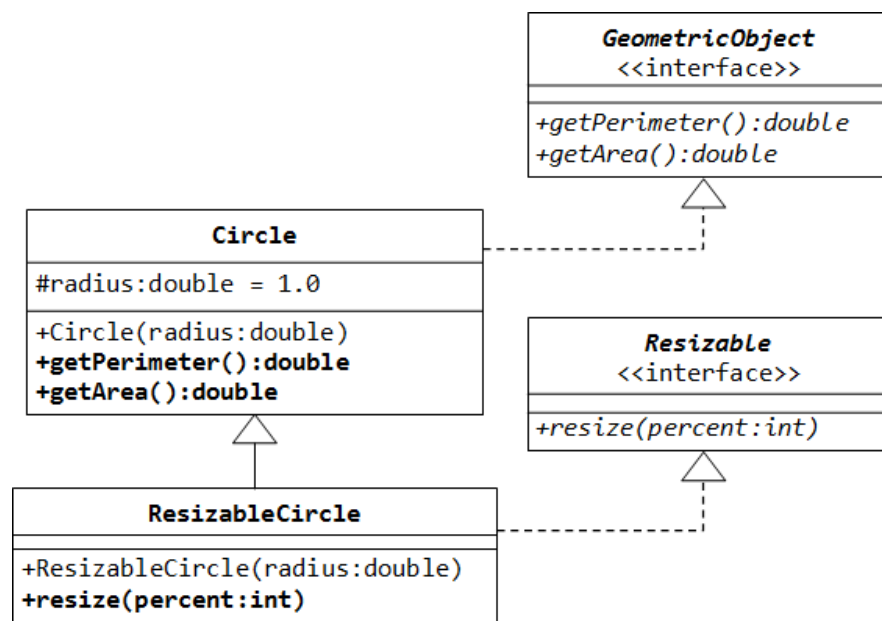 GeometricObject
<<interface>>
+getPerimeter():double
+getArea():double
Circle
#radius:double = 1.0
+Circle(radius:double)
+getPerimeter():double
+getArea():double
Resizable
<<interface>>
+resize(percent:int)
ResizableCircle
+ResizableCircle(radius:double)
+resize(percent:int)